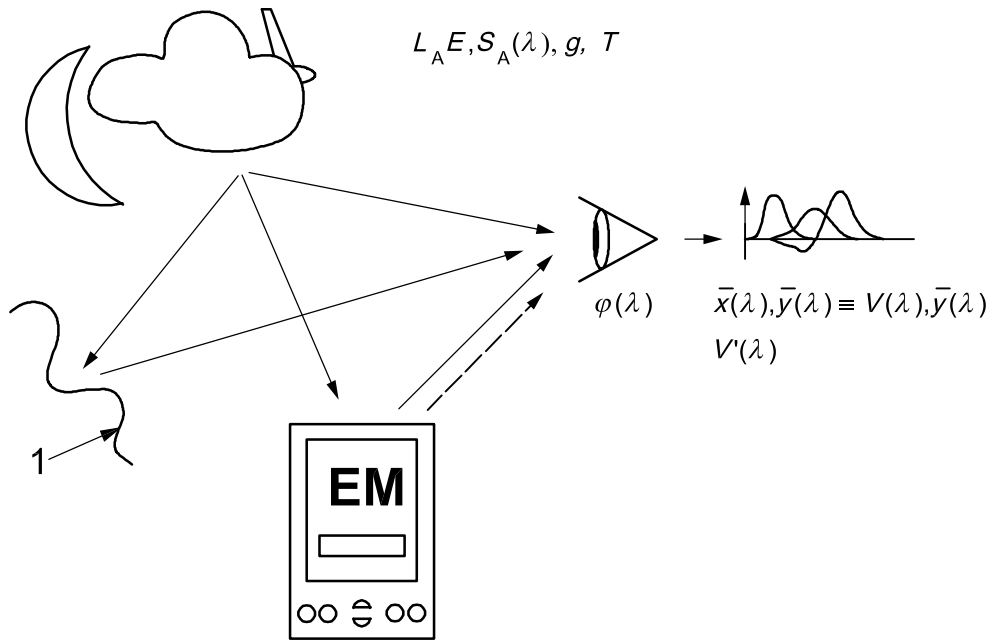 L_A E, S_A(λ), g, T
φ(λ)
x̄(λ), ȳ(λ) ≡ V(λ), ȳ(λ)
V'(λ)
1
EM